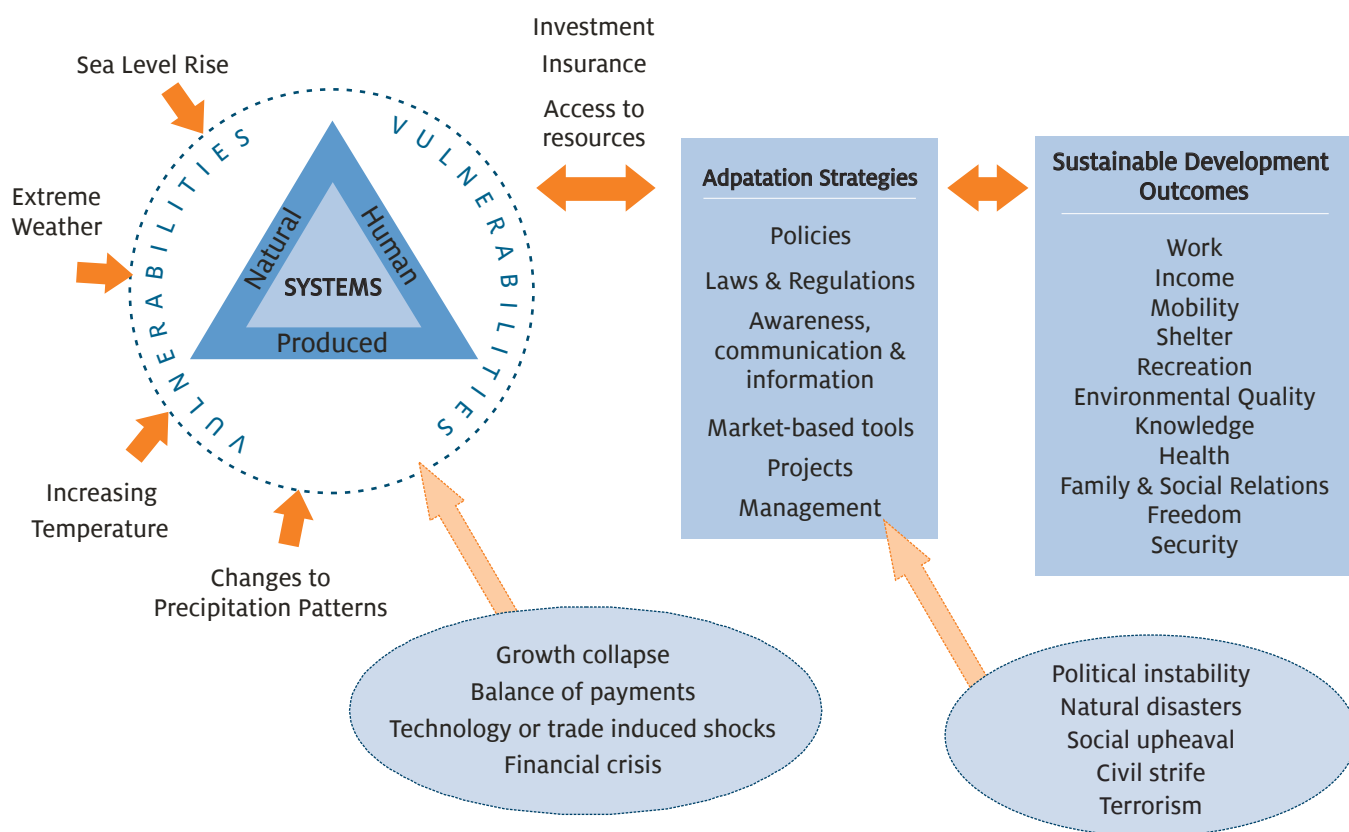 Sea Level Rise
Extreme
Weather
Increasing
Temperature
Changes to
Precipitation Patterns
VULNERABILITIES
VULNERABILITIES
Natural
Human
SYSTEMS
Produced
Investment
Insurance
Access to
resources
Adpatation Strategies
Policies
Laws & Regulations
Awareness,
communication &
information
Market-based tools
Projects
Management
Sustainable Development
Outcomes
Work
Income
Mobility
Shelter
Recreation
Environmental Quality
Knowledge
Health
Family & Social Relations
Freedom
Security
Growth collapse
Balance of payments
Technology or trade induced shocks
Financial crisis
Political instability
Natural disasters
Social upheaval
Civil strife
Terrorism